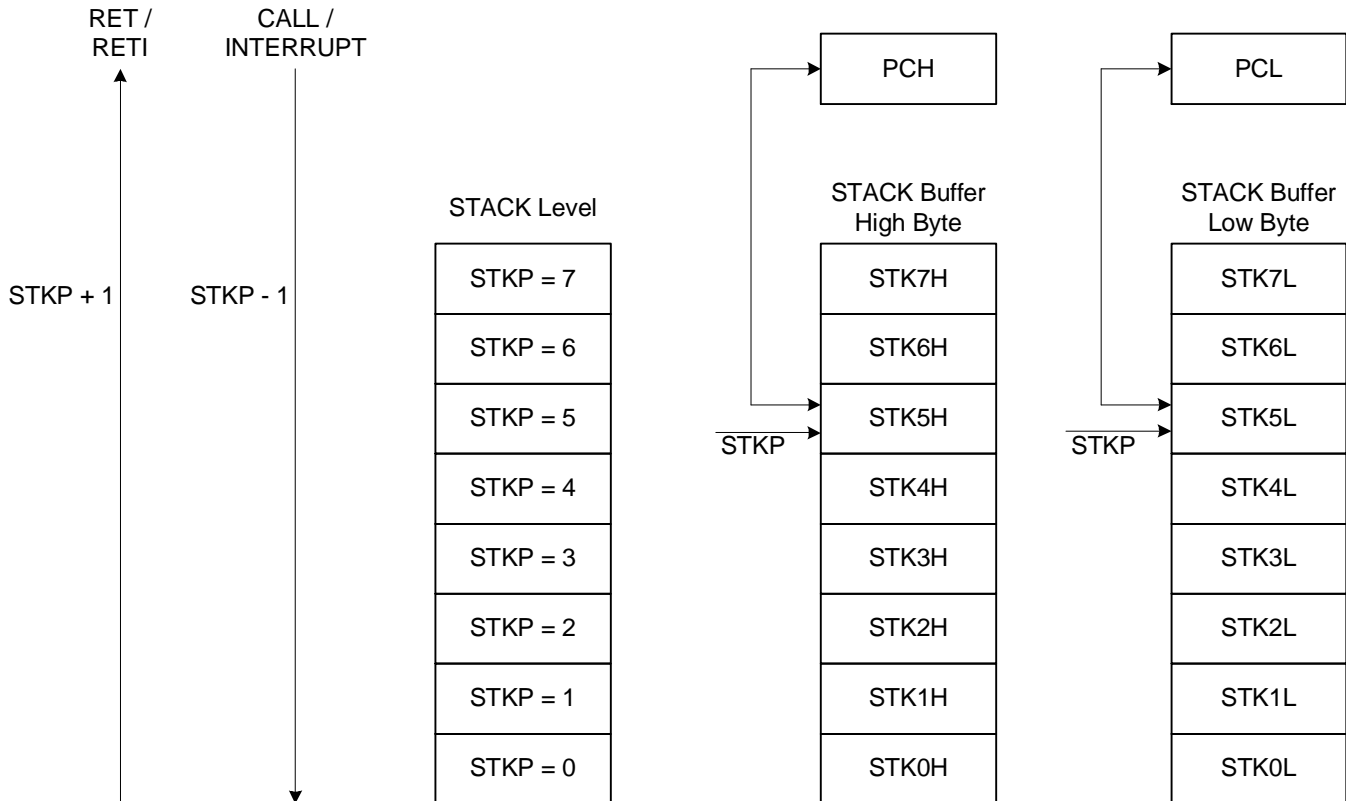 RET /
RETI
CALL /
INTERRUPT
PCH
PCL
STACK Level
STACK Buffer
High Byte
STACK Buffer
Low Byte
STKP + 1
STKP - 1
STKP = 7
STK7H
STK7L
STKP = 6
STK6H
STK6L
STKP = 5
STK5H
STK5L
STKP
STKP
STKP = 4
STK4H
STK4L
STKP = 3
STK3H
STK3L
STKP = 2
STK2H
STK2L
STKP = 1
STK1H
STK1L
STKP = 0
STK0H
STK0L